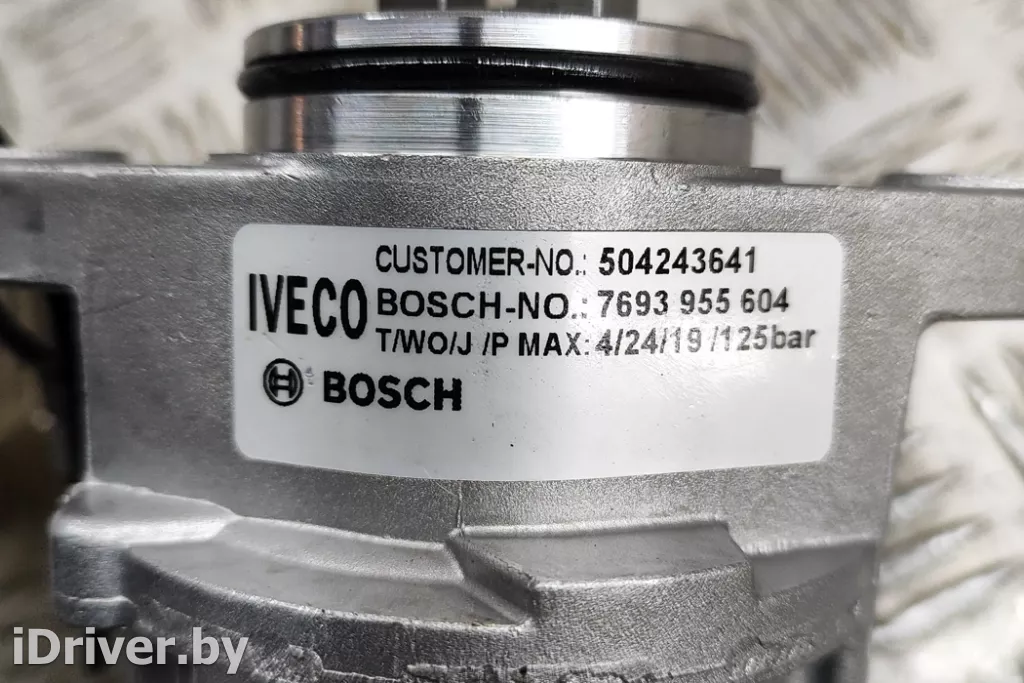 IVECO
CUSTOMER-NO.: 504243641
BOSCH-NO.: 7693 955 604
T/WO/J /P MAX: 4/24/19 /125bar
BOSCH
iDriver.by